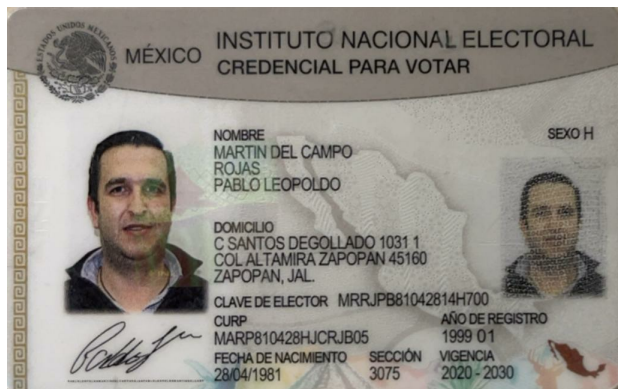 ESTADOS UNIDOS MEXICANOS
MÉXICO
INSTITUTO NACIONAL ELECTORAL
CREDENCIAL PARA VOTAR
NOMBRE
SEXO H
MARTIN DEL CAMPO
ROJAS
PABLO LEOPOLDO
DOMICILIO
C SANTOS DEGOLLADO 1031 1
COL ALTAMIRA ZAPOPAN 45160
ZAPOPAN, JAL.
CLAVE DE ELECTOR MRRJPB81042814H700
CURP AÑO DE REGISTRO
MARP810428HJCRJB05 1999 01
FECHA DE NACIMIENTO SECCIÓN VIGENCIA
28/04/1981 3075 2020 - 2030